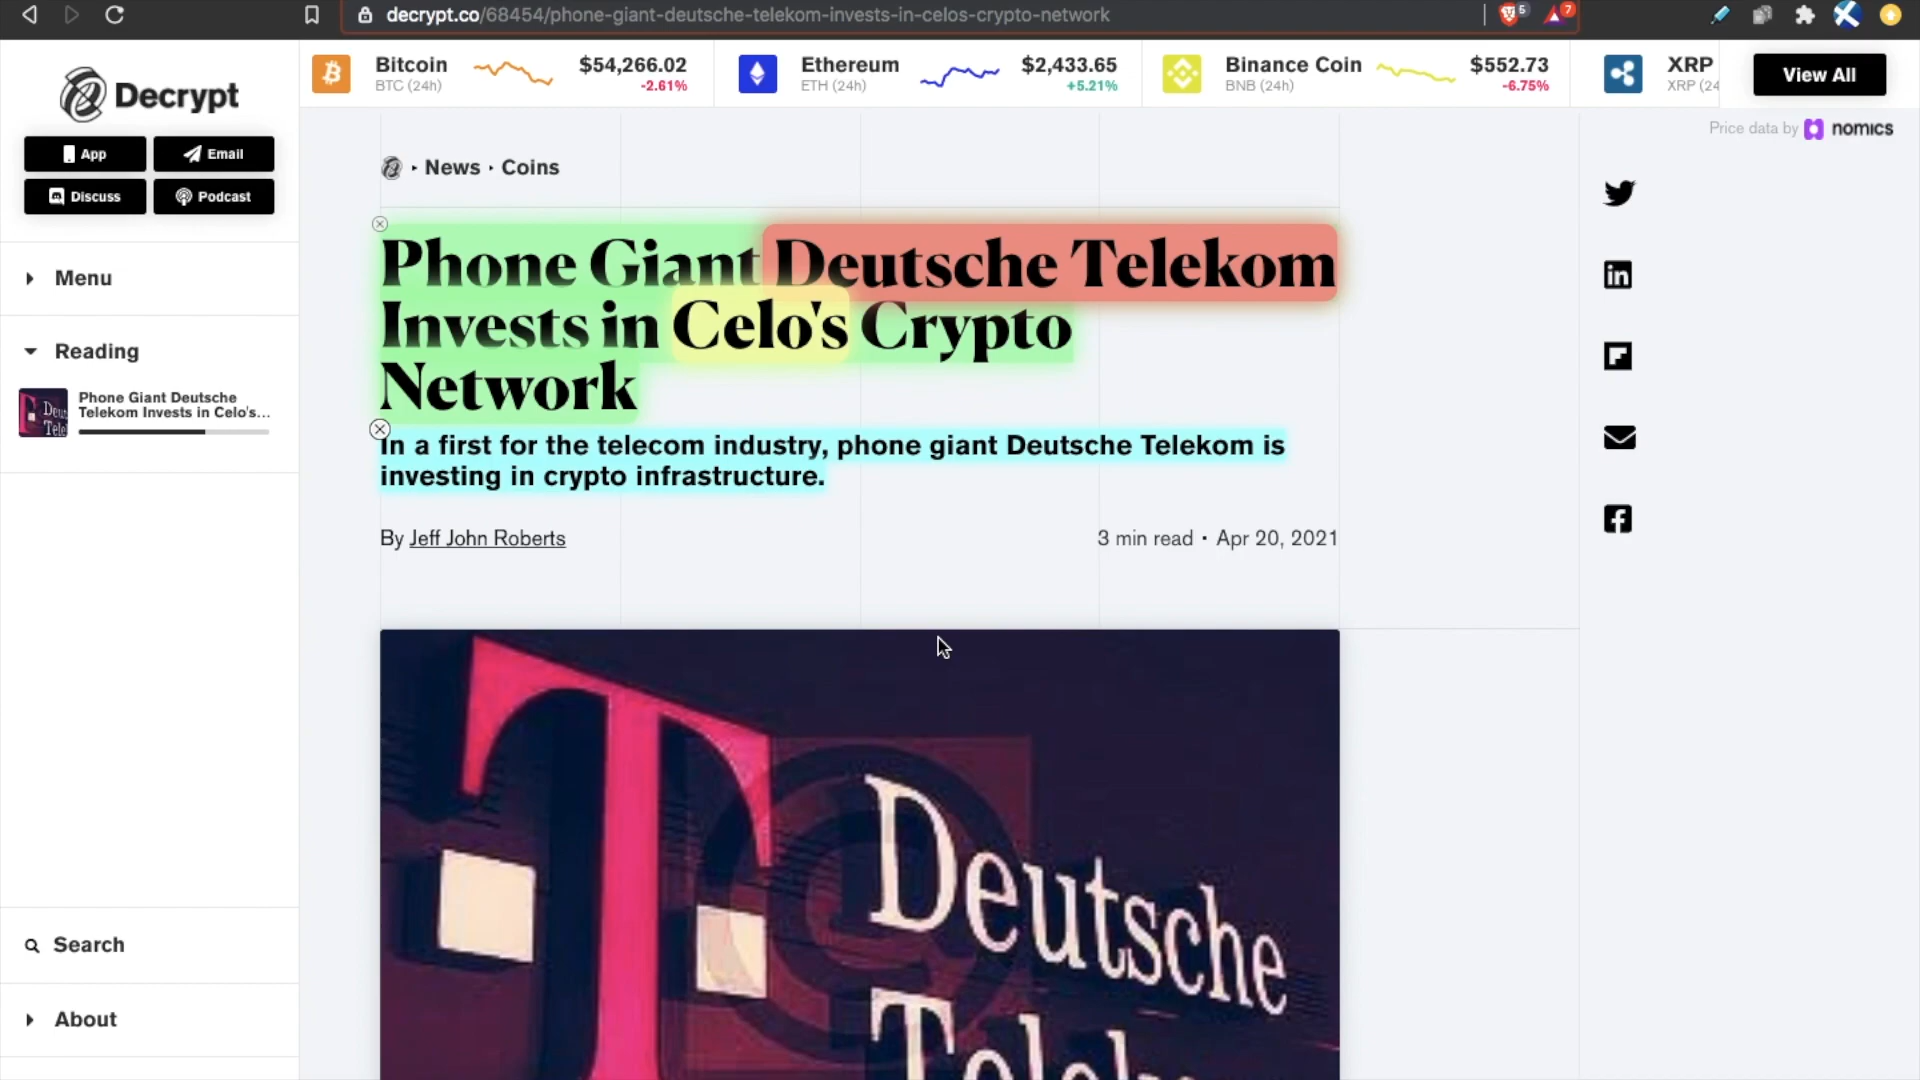 decrypt.co/68454/phone-giant-deutsche-telekom-invests-in-celos-crypto-network
5
7
Decrypt
App
Email
Discuss
Podcast
Menu
Reading
Phone Giant Deutsche
Telekom Invests in Celo's...
Search
About
Bitcoin
$54,266.02
BTC (24h)
-2.61%
Ethereum
$2,433.65
ETH (24h)
+5.21%
Binance Coin
$552.73
BNB (24h)
-6.75%
XRP
XRP (24
View All
Price data by nomics
News · Coins
Phone Giant Deutsche Telekom
Invests in Celo's Crypto
Network
In a first for the telecom industry, phone giant Deutsche Telekom is
investing in crypto infrastructure.
By Jeff John Roberts
3 min read · Apr 20, 2021
Deutsche